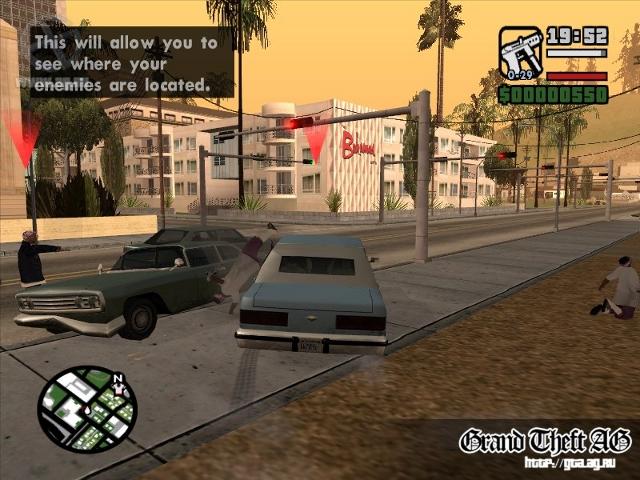 This will allow you to
see where your
enemies are located.
19:52
0-29
$00000550
N
Grand Theft AG
http://gta.ag.ru